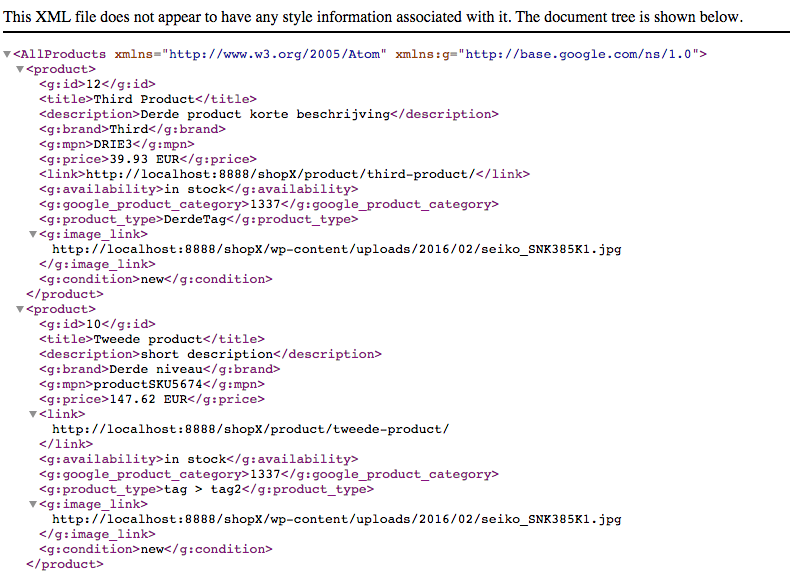 This XML file does not appear to have any style information associated with it. The document tree is shown below.
▼<AllProducts xmlns="http://www.w3.org/2005/Atom" xmlns:g="http://base.google.com/ns/1.0">
▼<product>
<g:id>12</g:id>
<title>Third Product</title>
<description>Derde product korte beschrijving</description>
<g:brand>Third</g:brand>
<g:mpn>DRIE3</g:mpn>
<g:price>39.93 EUR</g:price>
<link>http://localhost:8888/shopX/product/third-product/</link>
<g:availability>in stock</g:availability>
<g:google_product_category>1337</g:google_product_category>
<g:product_type>DerdeTag</g:product_type>
▼<g:image_link>
http://localhost:8888/shopX/wp-content/uploads/2016/02/seiko_SNK385K1.jpg
</g:image_link>
<g:condition>new</g:condition>
</product>
▼<product>
<g:id>10</g:id>
<title>Tweede product</title>
<description>short description</description>
<g:brand>Derde niveau</g:brand>
<g:mpn>productSKU5674</g:mpn>
<g:price>147.62 EUR</g:price>
▼<link>
http://localhost:8888/shopX/product/tweede-product/
</link>
<g:availability>in stock</g:availability>
<g:google_product_category>1337</g:google_product_category>
<g:product_type>tag > tag2</g:product_type>
▼<g:image_link>
http://localhost:8888/shopX/wp-content/uploads/2016/02/seiko_SNK385K1.jpg
</g:image_link>
<g:condition>new</g:condition>
</product>